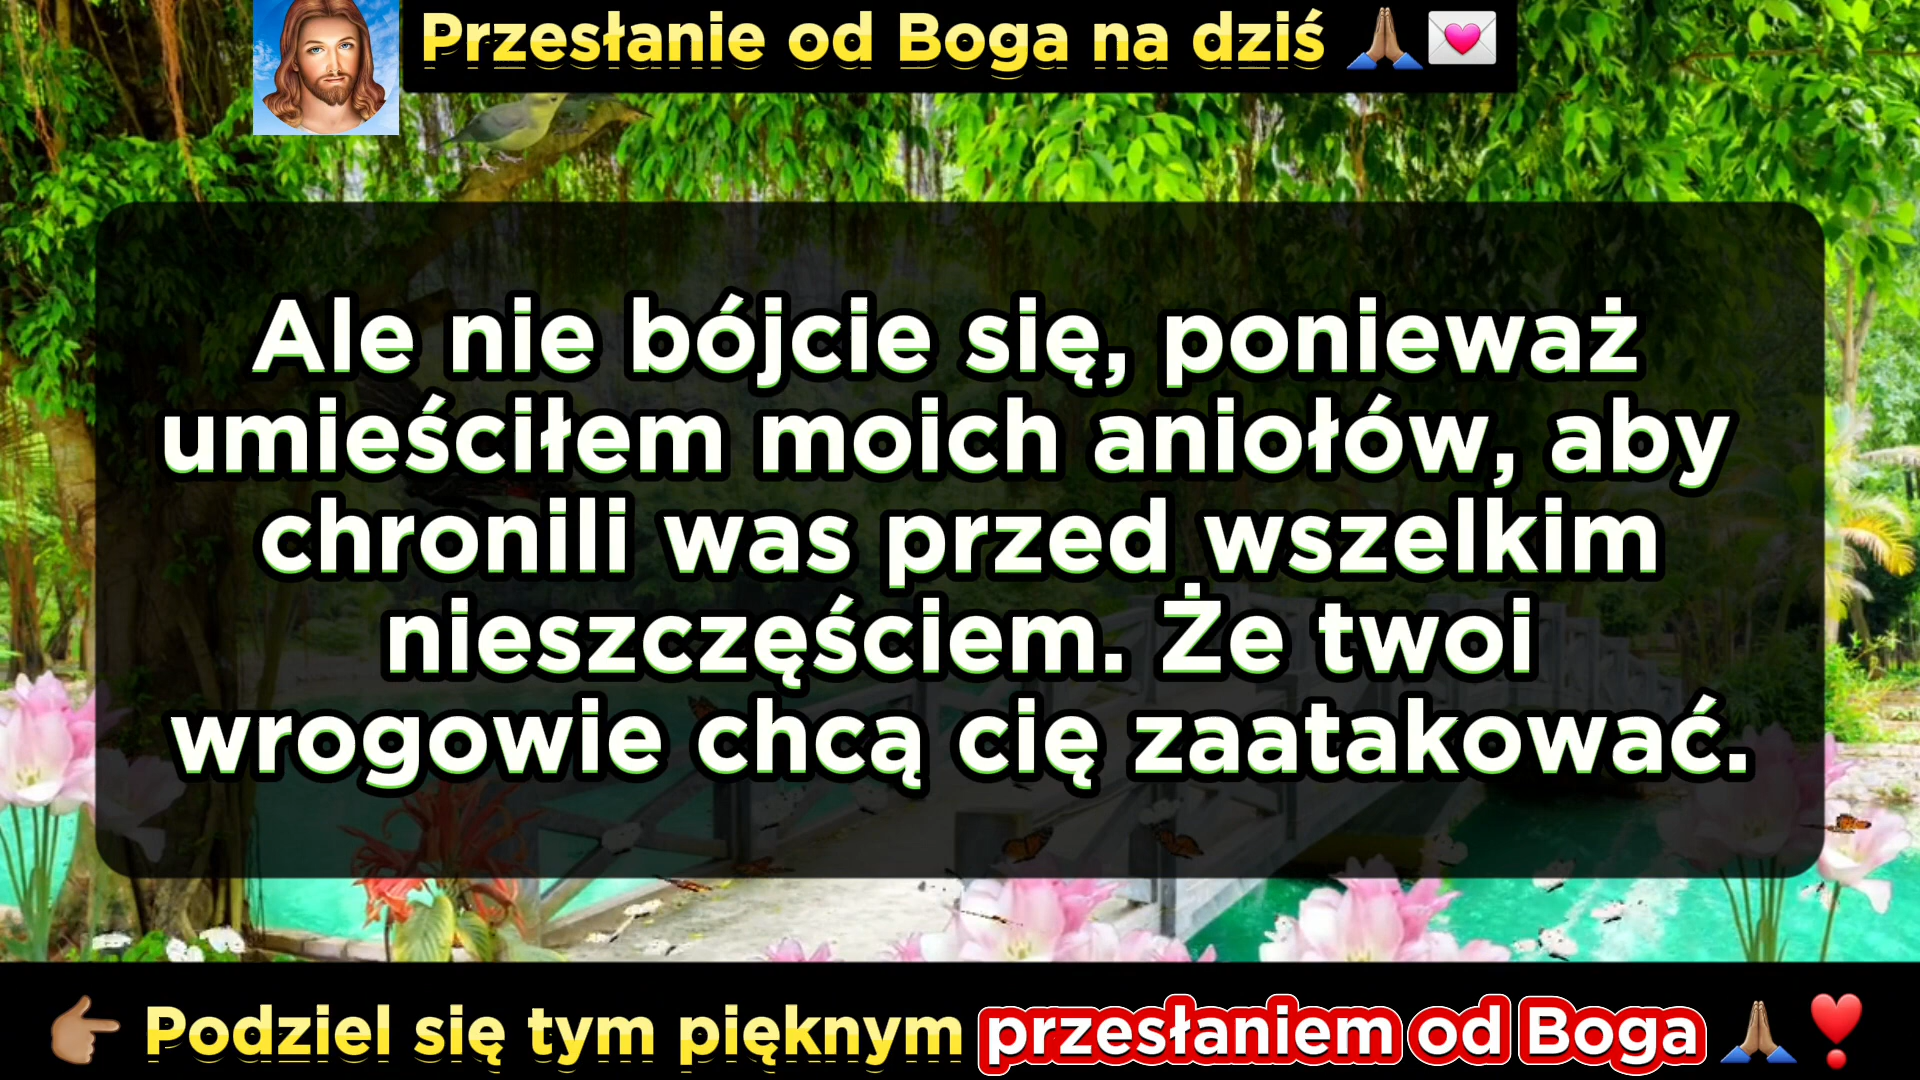 Przesłanie od Boga na dziś 🙏🏽💌
Ale nie bójcie się, ponieważ
umieściłem moich aniołów, aby
chronili was przed wszelkim
nieszczęściem. Że twoi
wrogowie chcą cię zaatakować.
👉🏽 Podziel się tym pięknym przesłaniem od Boga 🙏🏽❣️